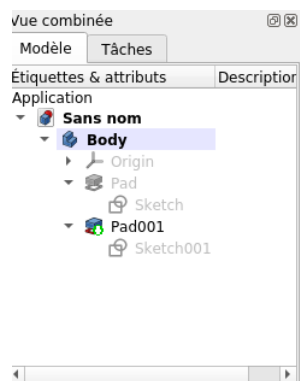 Vue combinée
Modèle Tâches
Étiquettes & attributs Description
Application
Sans nom
Body
Origin
Pad
Sketch
Pad001
Sketch001